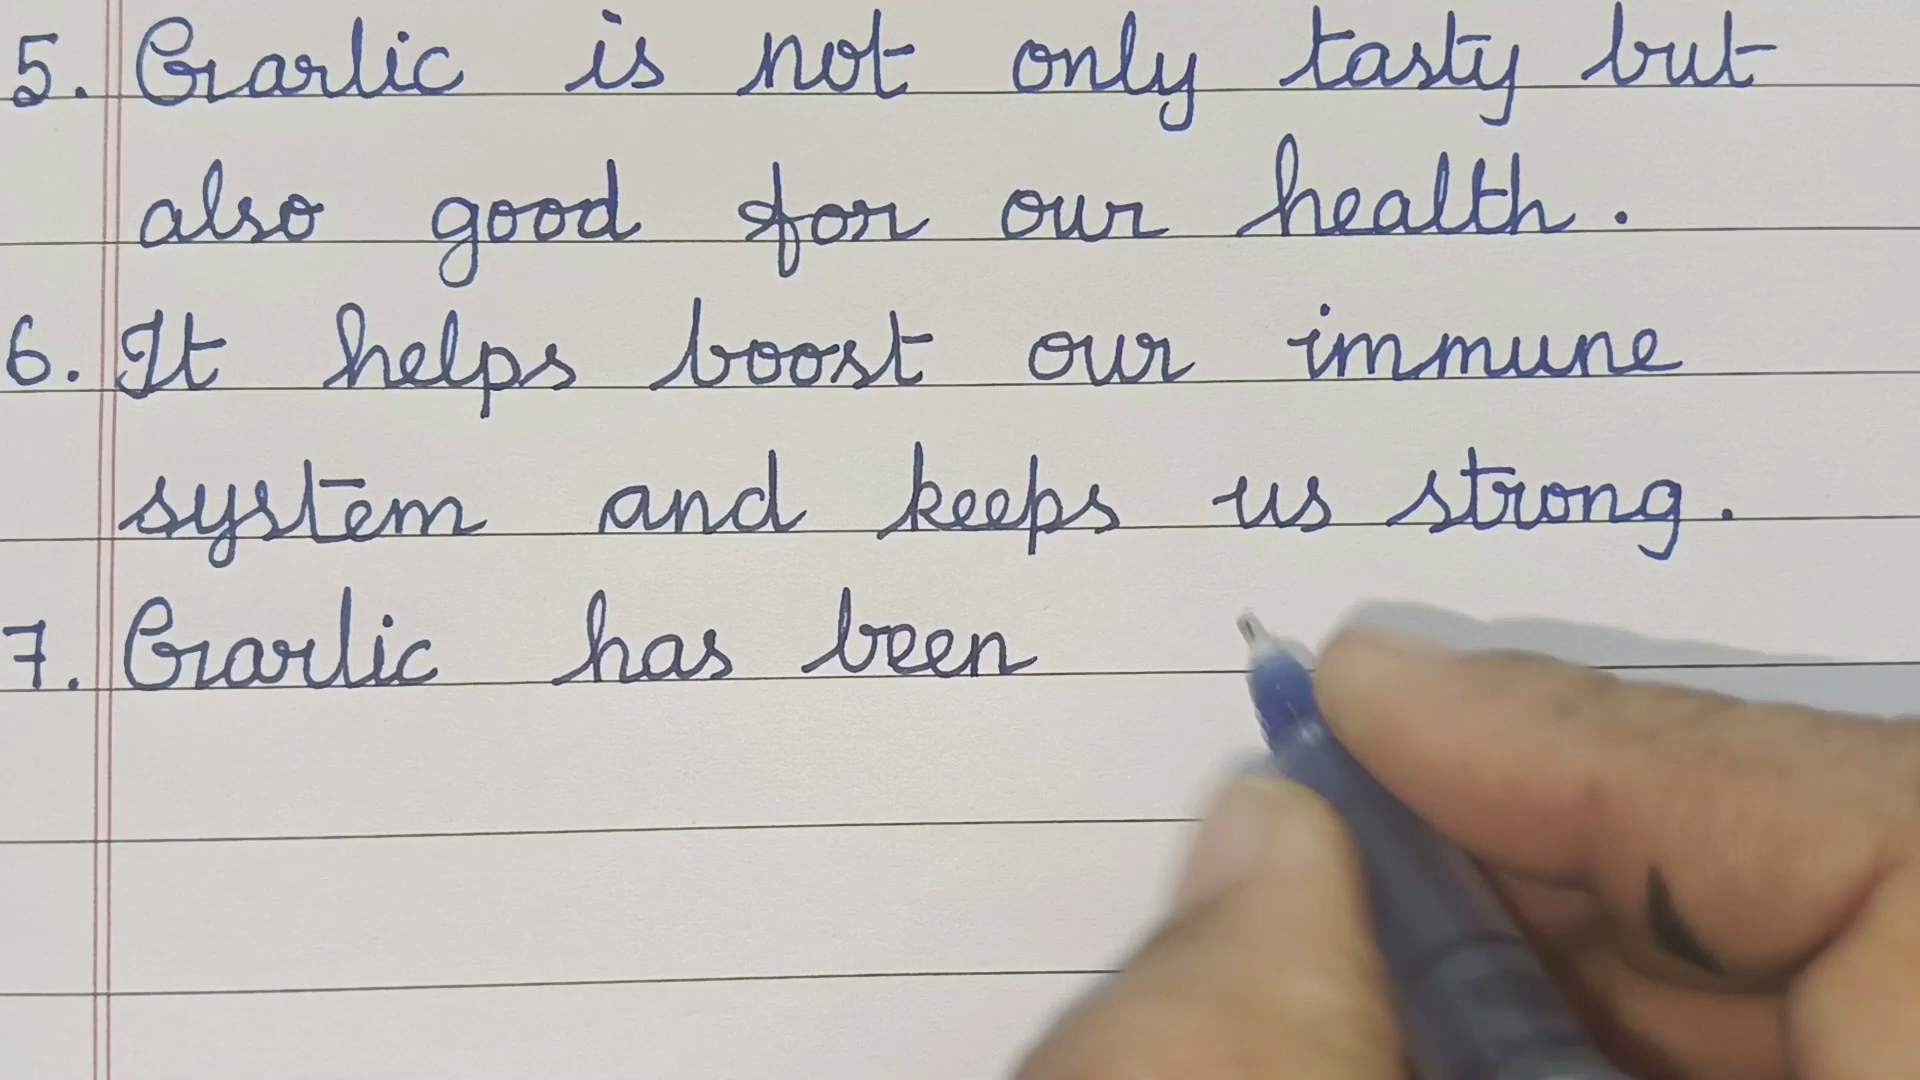 5. Garlic is not only tasty but
also good for our health.
6. It helps boost our immune
system and keeps us strong.
7. Garlic has been